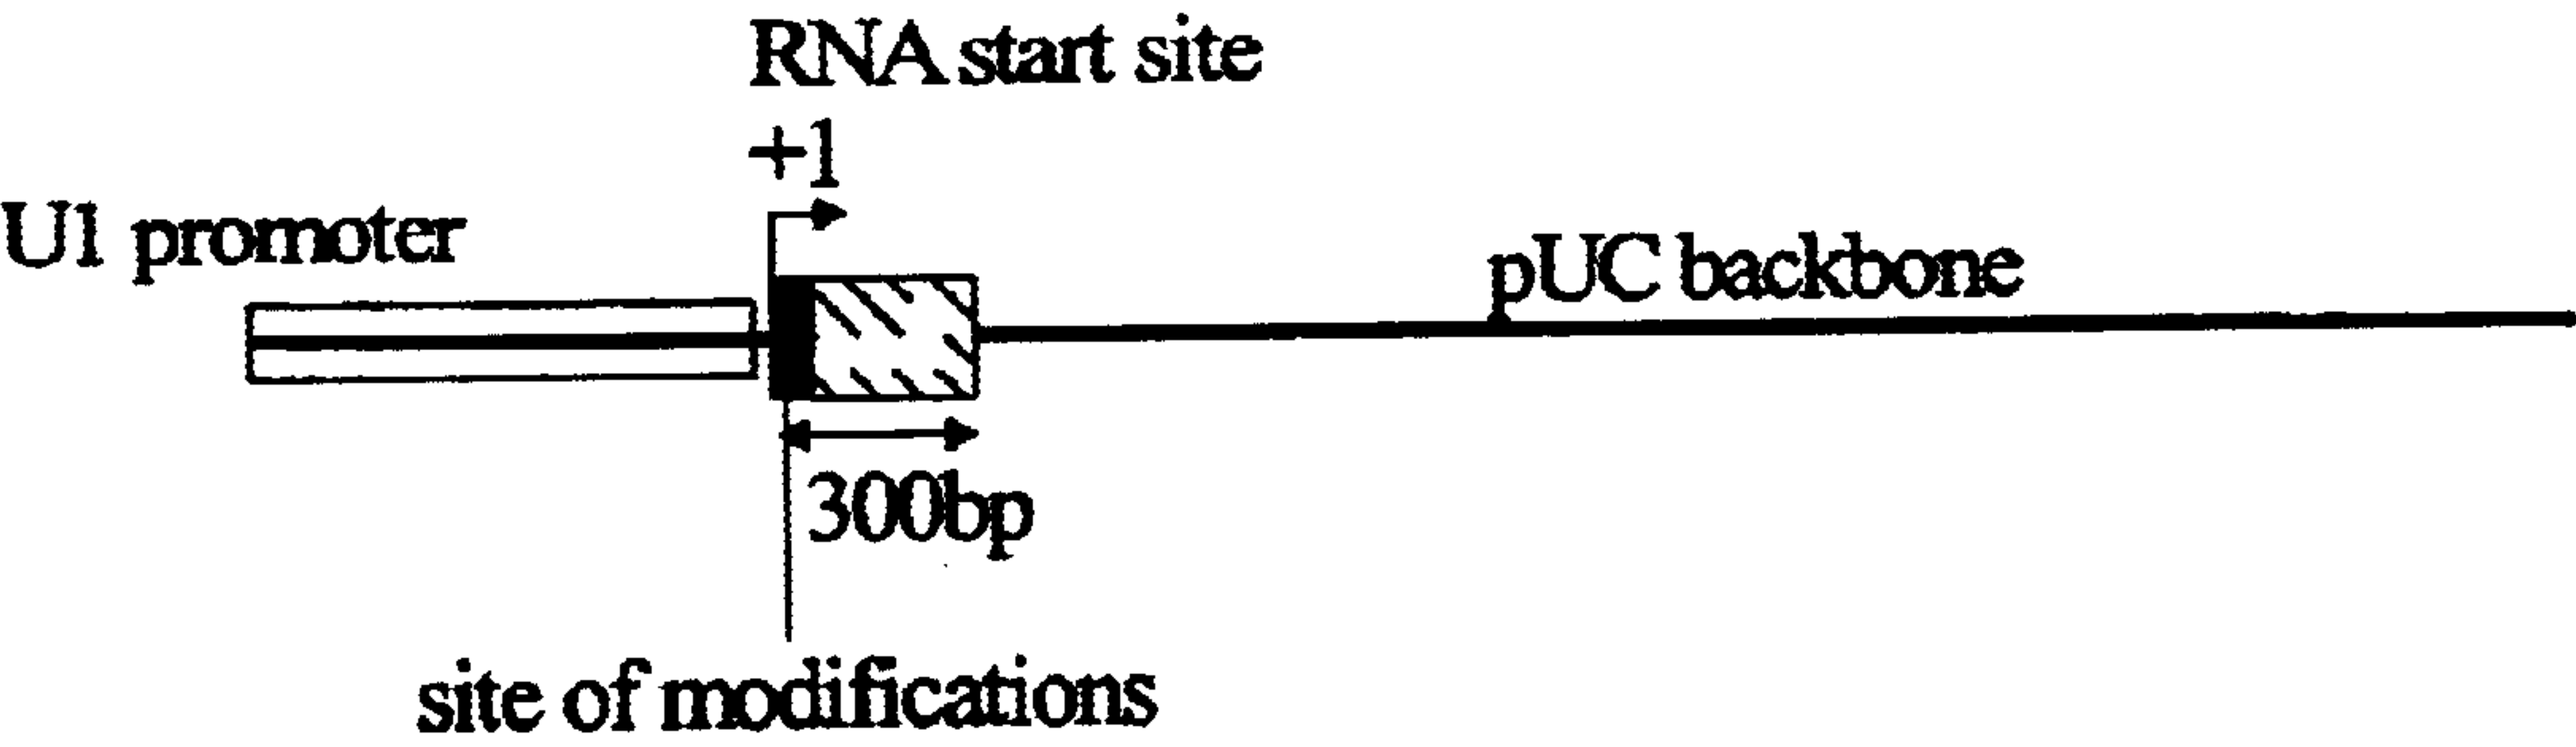 RNA start site
+1
U1 promoter
pUC backbone
300bp
site of modifications